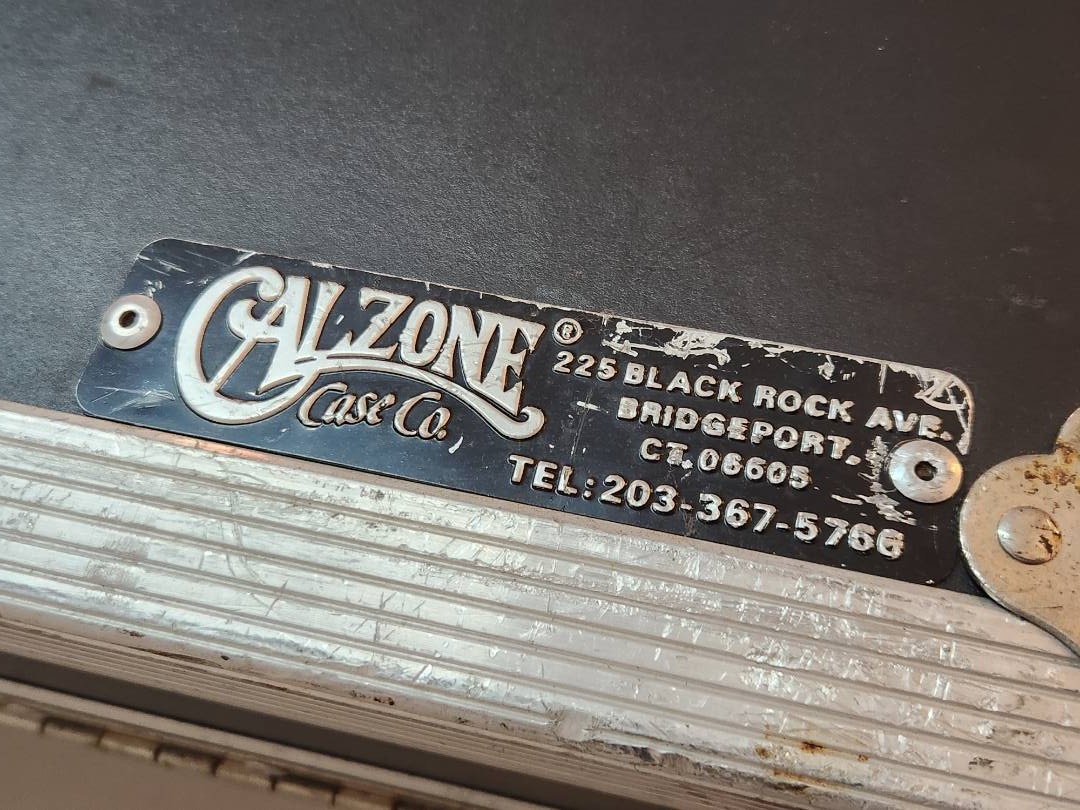 CALZONE®
Case Co.
225 BLACK ROCK AVE.
BRIDGEPORT,
CT. 06605
TEL: 203-367-5766